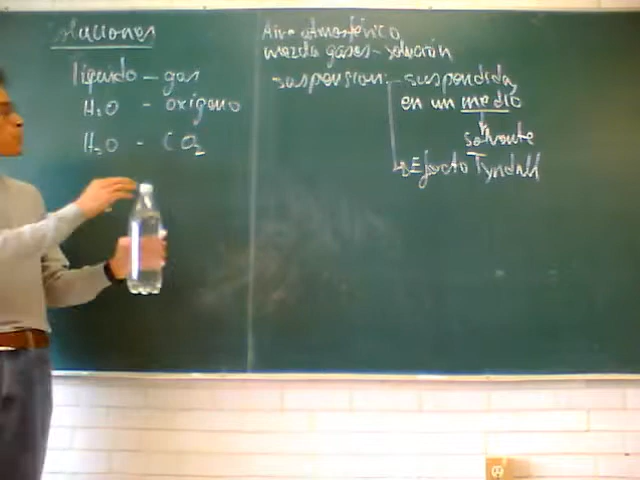 soluciones
líquido - gas
H2O - oxígeno
H2O - CO2
Aire atmosférico
mezcla gases - solución
suspension: - suspendida,
en un medio
solvente
Efecto Tyndall